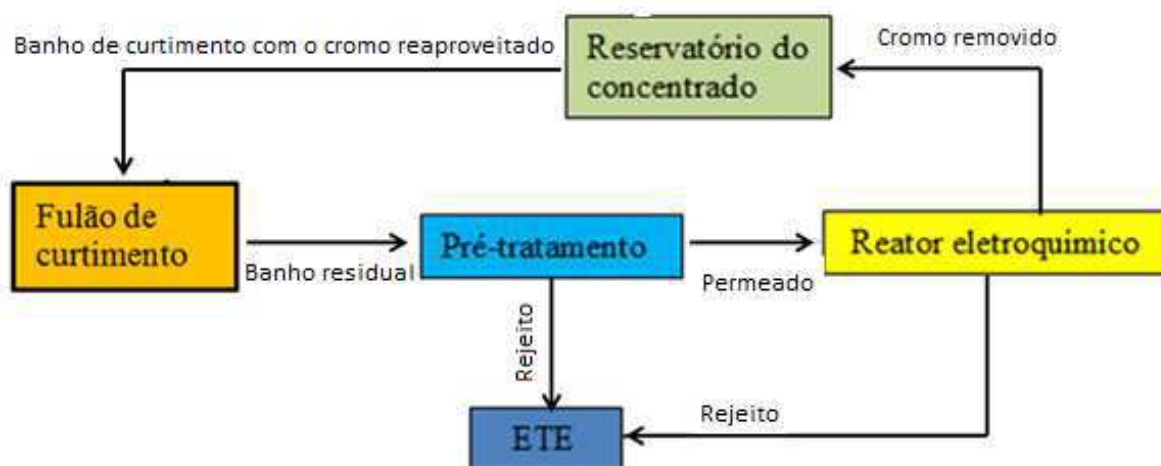 Banho de curtimento com o cromo reaproveitado
Reservatório do
concentrado
Cromo removido
Fulão de
curtimento
Banho residual
Pré-tratamento
Permeado
Reator eletroquímico
Rejeito
Rejeito
ETE